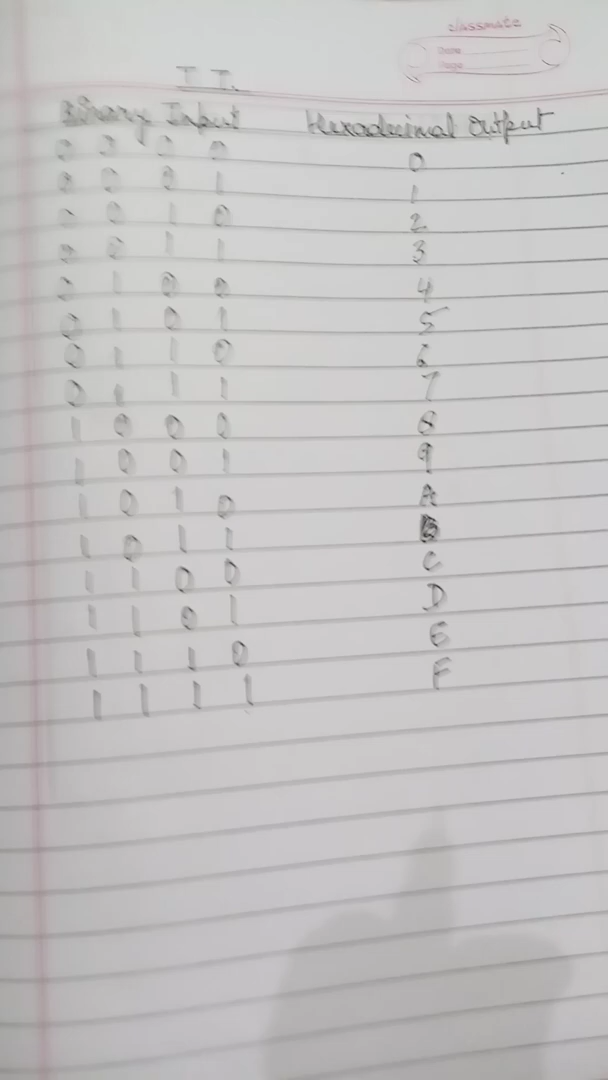 classmate
Date
Page
T T.
Binary Input Hexadecimal Output
0 0 0 0 0
0 0 0 1 1
0 0 1 0 2
0 0 1 1 3
0 1 0 0 4
0 1 0 1 5
0 1 1 0 6
0 1 1 1 7
1 0 0 0 8
1 0 0 1 9
1 0 1 0 A
1 0 1 1 B
1 1 0 0 C
1 1 0 1 D
1 1 1 0 E
1 1 1 1 F